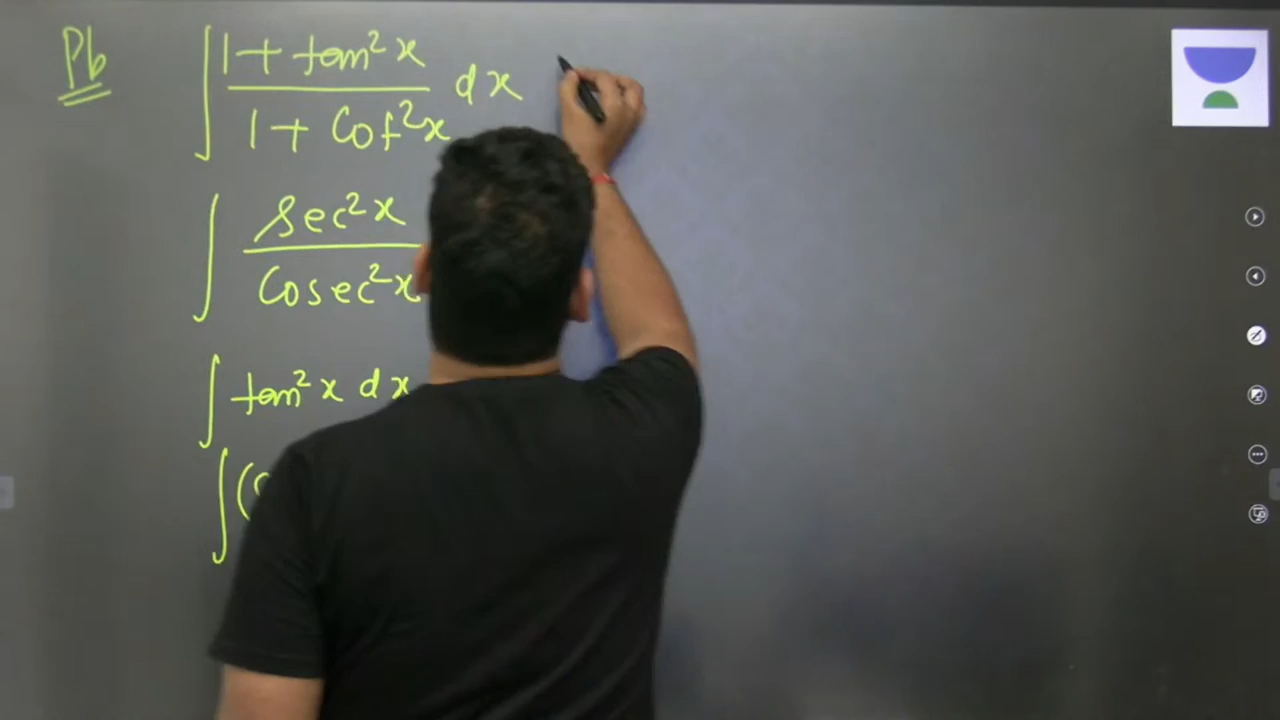 Pb
∫ (1 + tan²x)/(1 + cot²x) dx
∫ sec²x/Cosec²x
∫ tan²x dx
∫(